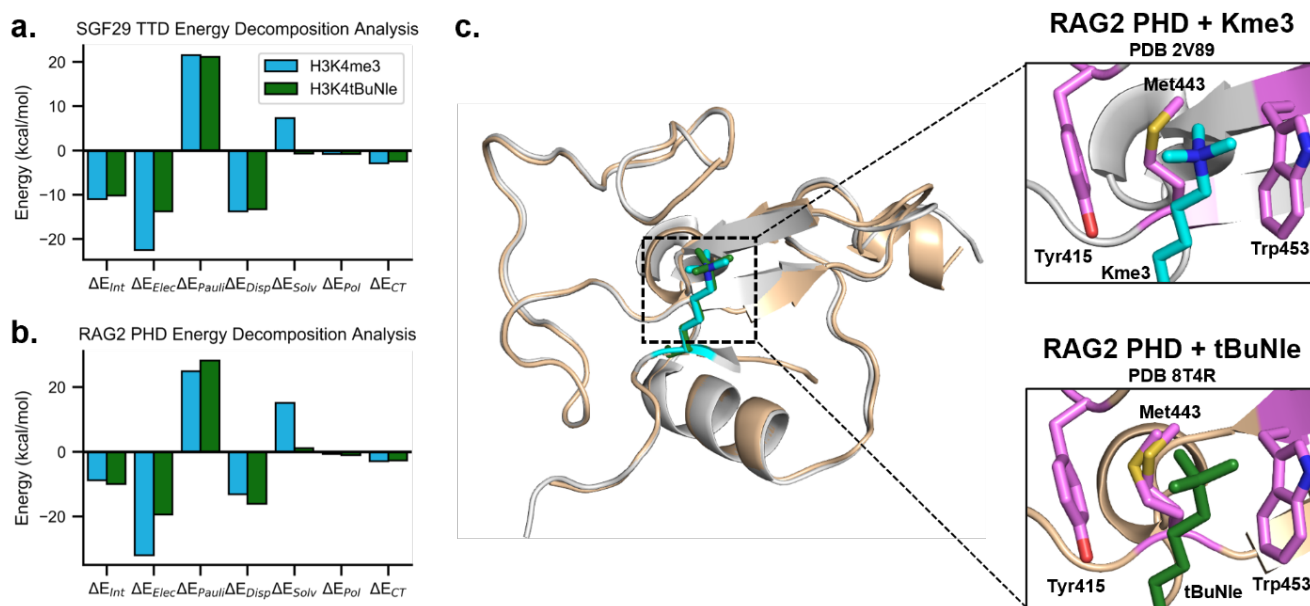 a.
SGF29 TTD Energy Decomposition Analysis
Energy (kcal/mol)
20
10
0
−10
−20
H3K4me3
H3K4tBuNle
ΔE_Int ΔE_Elec ΔE_Pauli ΔE_Disp ΔE_Solv ΔE_Pol ΔE_CT
b.
RAG2 PHD Energy Decomposition Analysis
Energy (kcal/mol)
20
0
−20
ΔE_Int ΔE_Elec ΔE_Pauli ΔE_Disp ΔE_Solv ΔE_Pol ΔE_CT
c.
RAG2 PHD + Kme3
PDB 2V89
Met443
Tyr415
Kme3
Trp453
RAG2 PHD + tBuNle
PDB 8T4R
Met443
Tyr415
tBuNle
Trp453